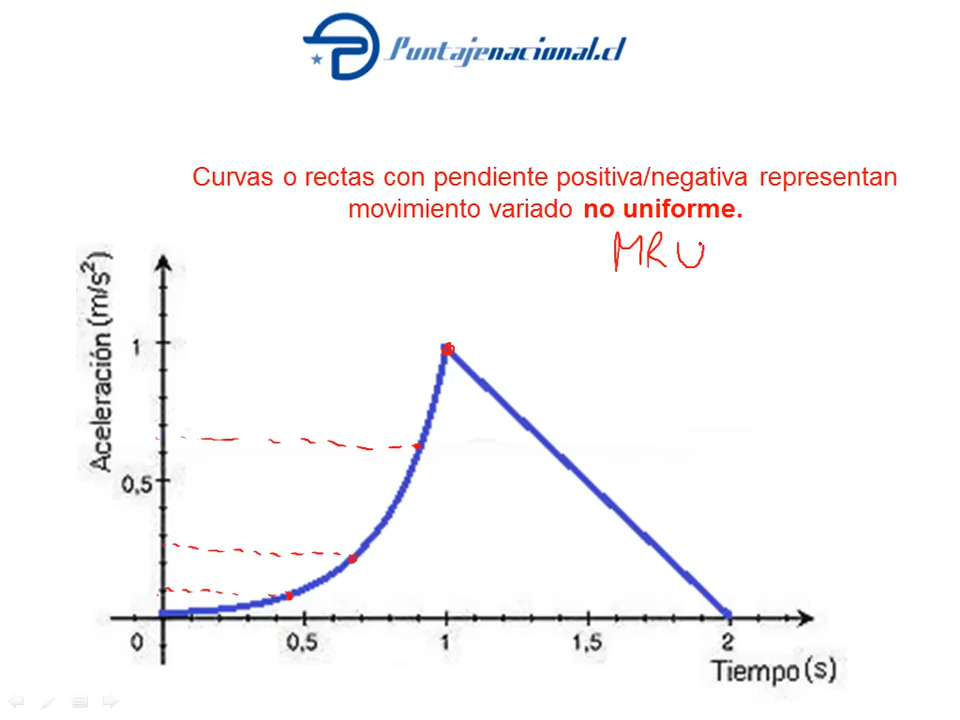 Puntajenacional.cl
Curvas o rectas con pendiente positiva/negativa representan
movimiento variado no uniforme.
MRU
Aceleración (m/s²)
1
0,5
0
0,5
1
1,5
2
Tiempo (s)